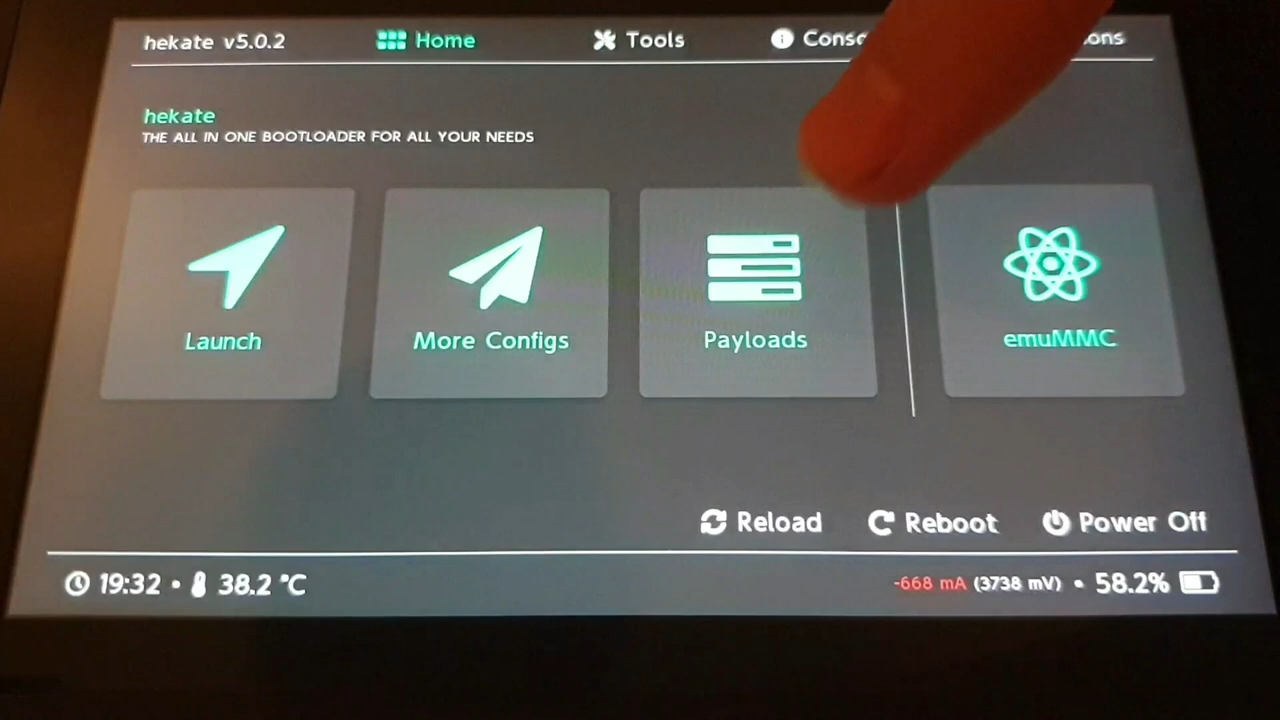 hekate v5.0.2 Home Tools
hekate
THE ALL IN ONE BOOTLOADER FOR ALL YOUR NEEDS
Launch More Configs Payloads emuMMC
Reload Reboot Power Off
19:32 • 38.2 °C -668 mA (3738 mV) • 58.2%